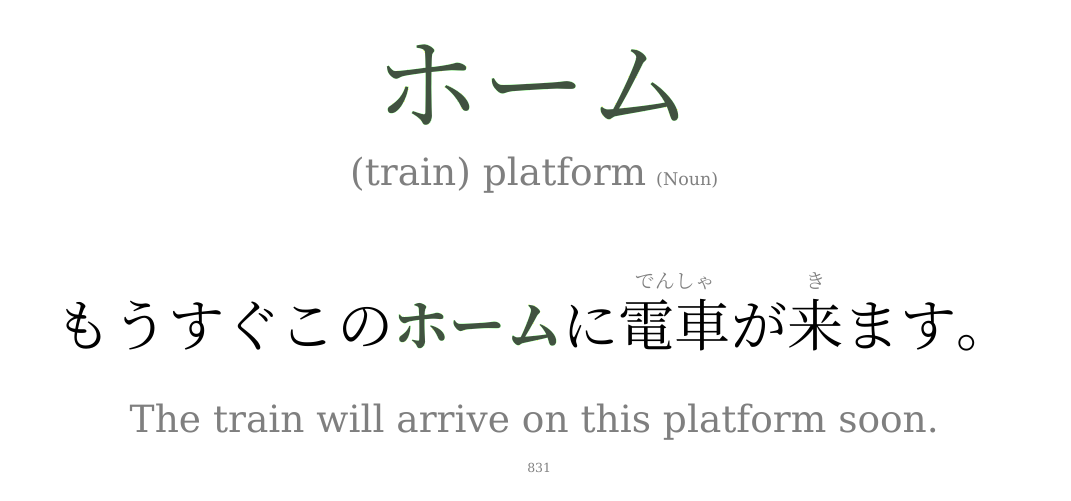 ホーム
(train) platform (Noun)
でんしゃ き
もうすぐこのホームに電車が来ます。
The train will arrive on this platform soon.
831